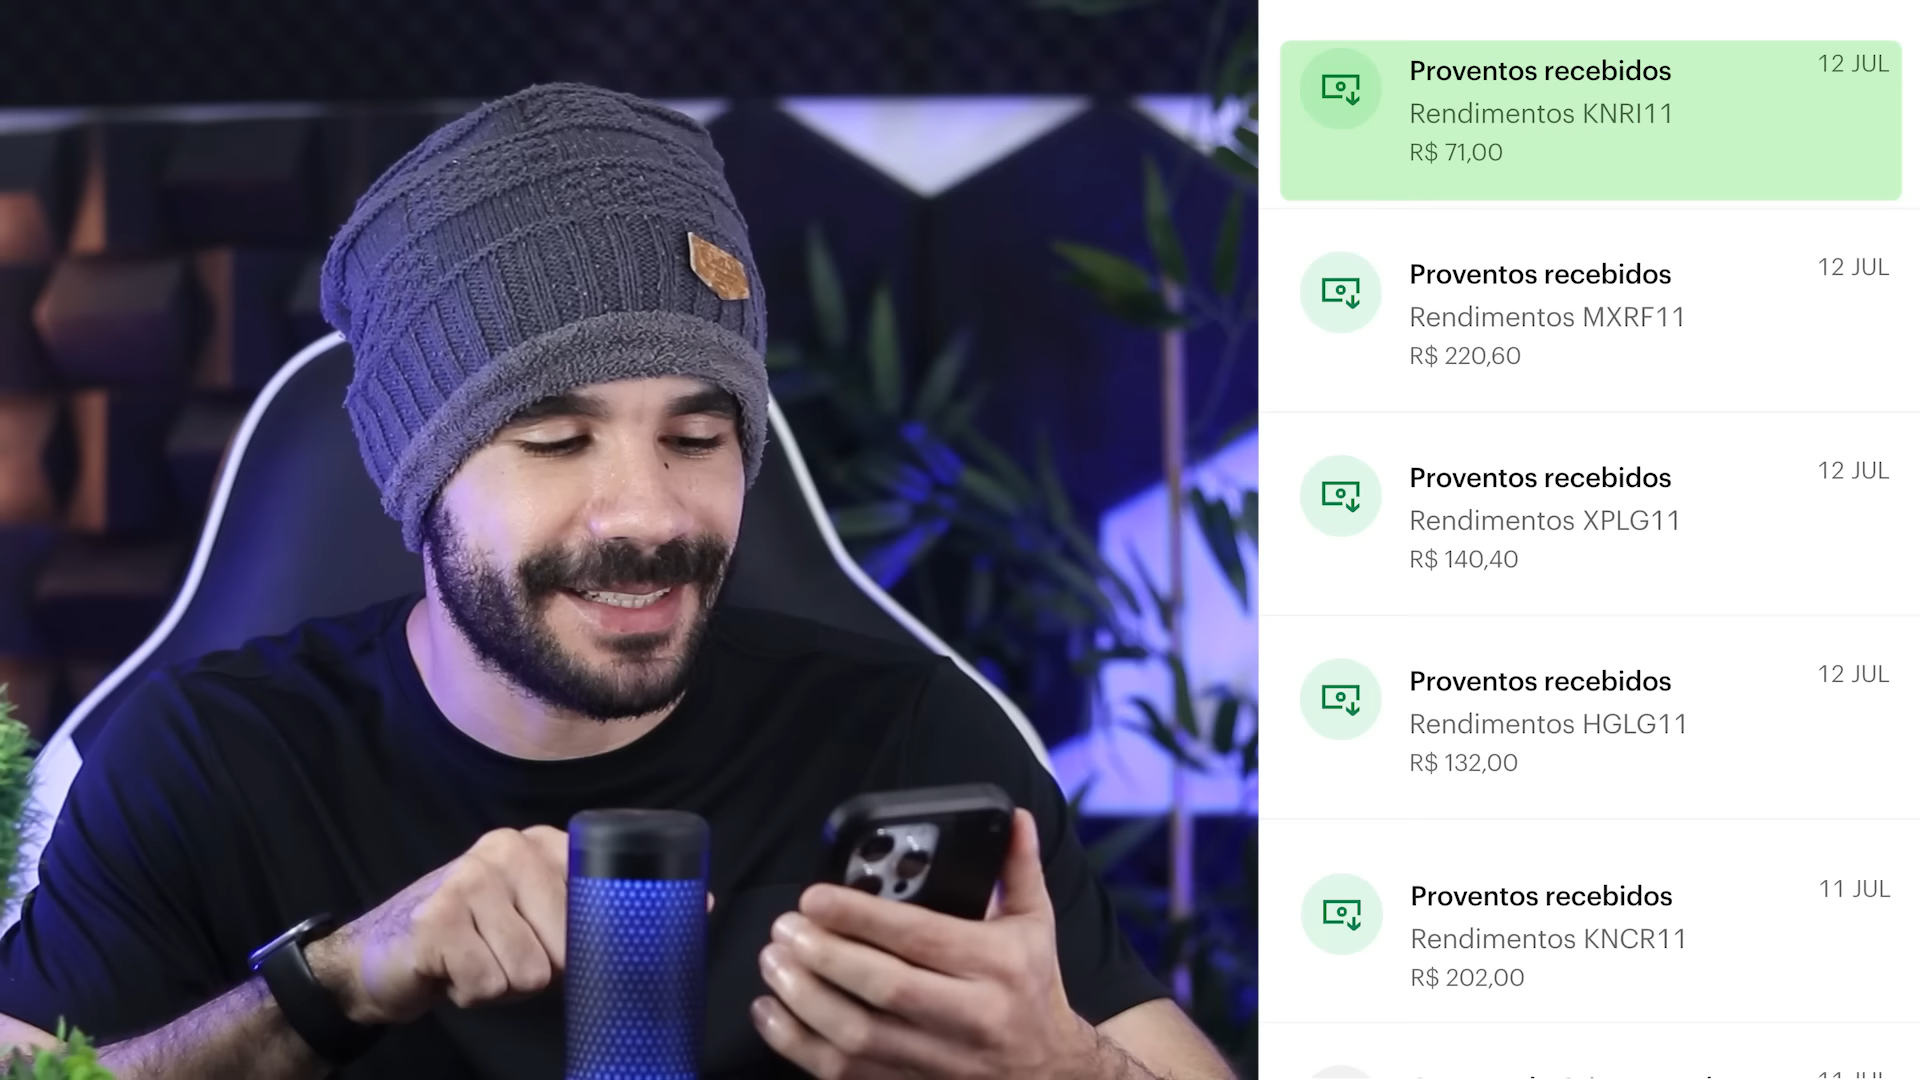 Proventos recebidos 12 JUL
Rendimentos KNRI11
R$ 71,00
Proventos recebidos 12 JUL
Rendimentos MXRF11
R$ 220,60
Proventos recebidos 12 JUL
Rendimentos XPLG11
R$ 140,40
Proventos recebidos 12 JUL
Rendimentos HGLG11
R$ 132,00
Proventos recebidos 11 JUL
Rendimentos KNCR11
R$ 202,00
11 JUL